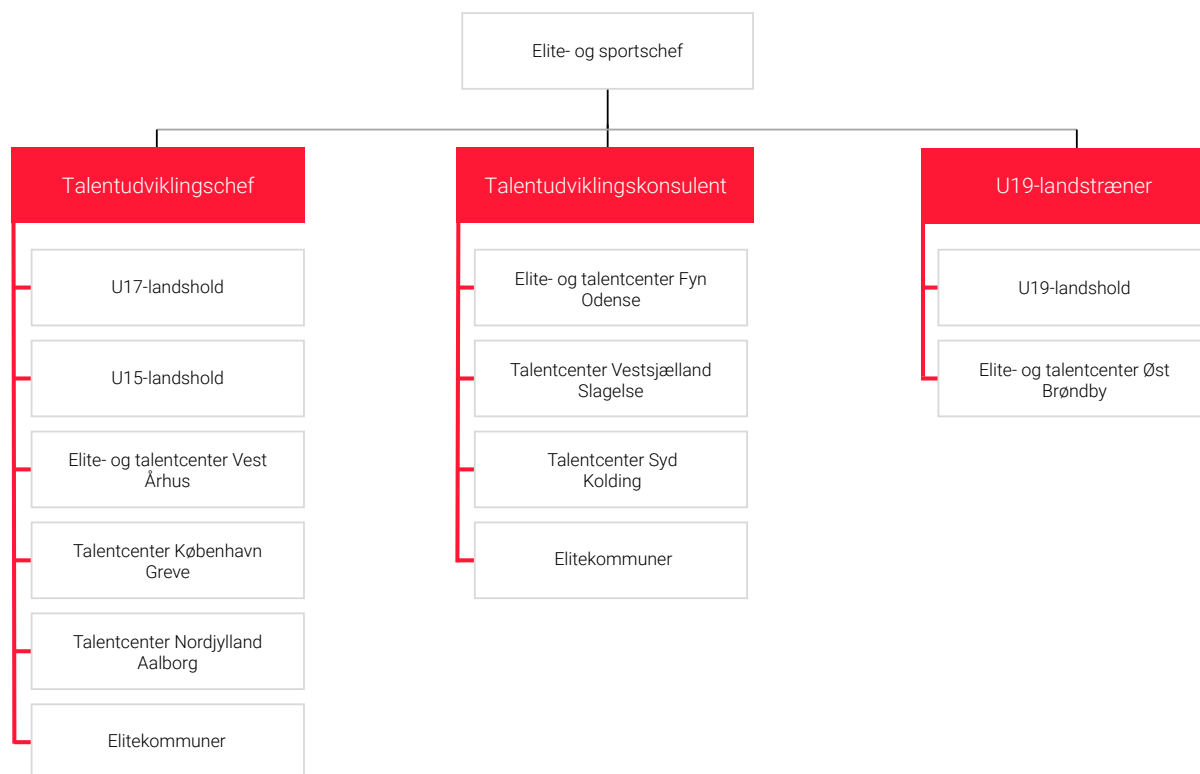 Elite- og sportschef
Talentudviklingschef
U17-landshold
U15-landshold
Elite- og talentcenter Vest
Århus
Talentcenter København
Greve
Talentcenter Nordjylland
Aalborg
Elitekommuner
Talentudviklingskonsulent
Elite- og talentcenter Fyn
Odense
Talentcenter Vestsjælland
Slagelse
Talentcenter Syd
Kolding
Elitekommuner
U19-landstræner
U19-landshold
Elite- og talentcenter Øst
Brøndby